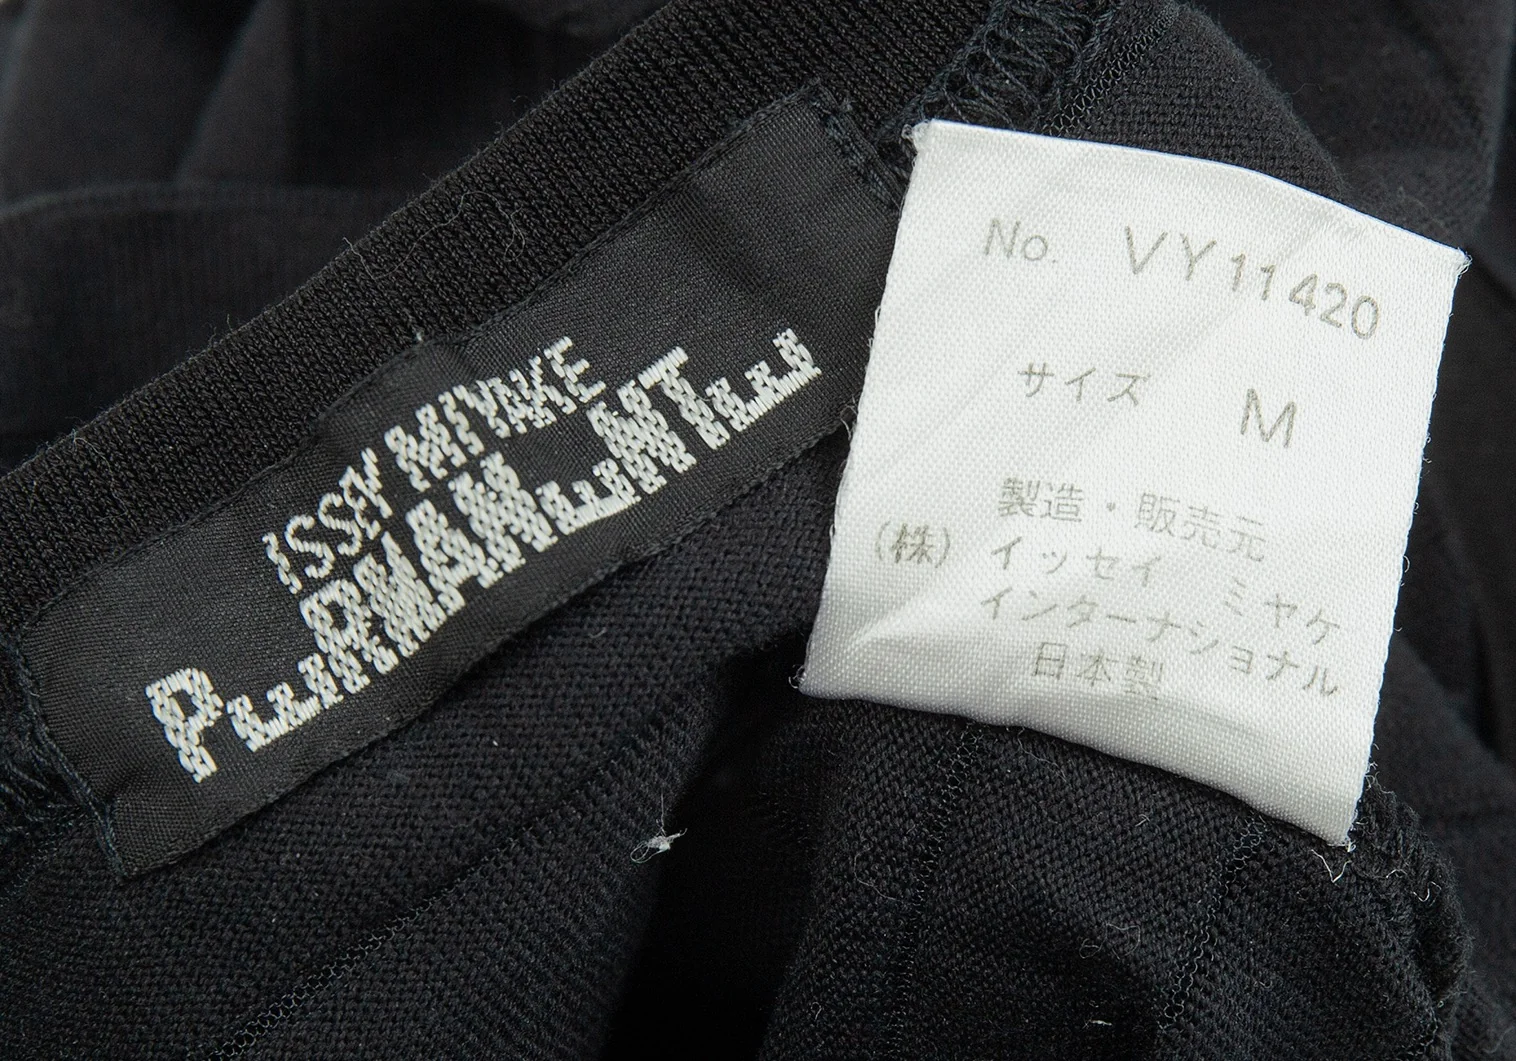 ISSEY MIYAKE
PERMANENTE
No. VY11420
サイズ M
製造・販売元
(株) イッセイ ミヤケ
インターナショナル
日本製